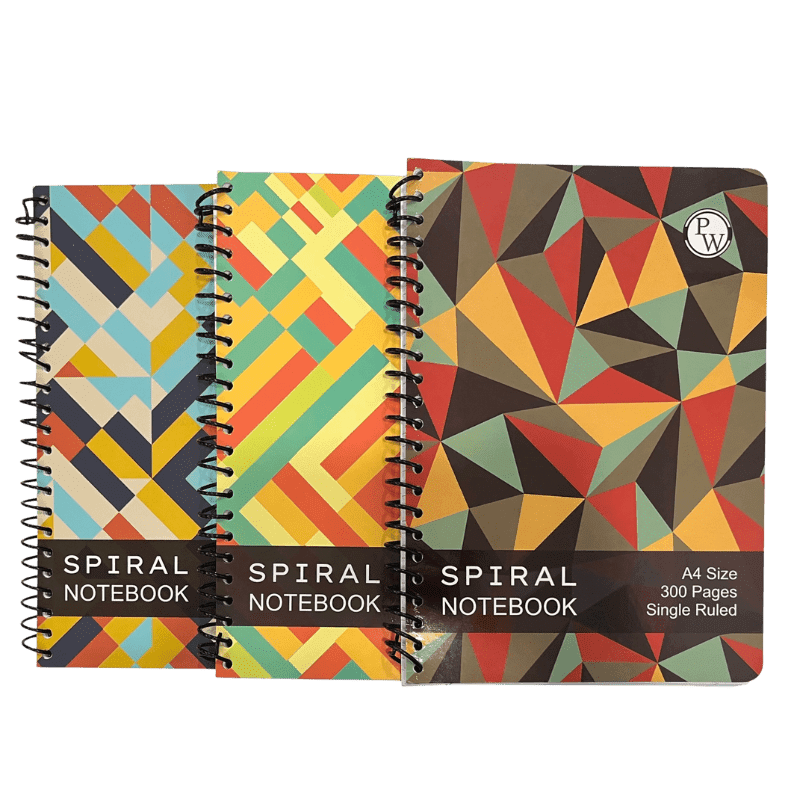 SPIRAL
NOTEBOOK
SPIRAL
NOTEBOOK
PW
SPIRAL
NOTEBOOK
A4 Size
300 Pages
Single Ruled